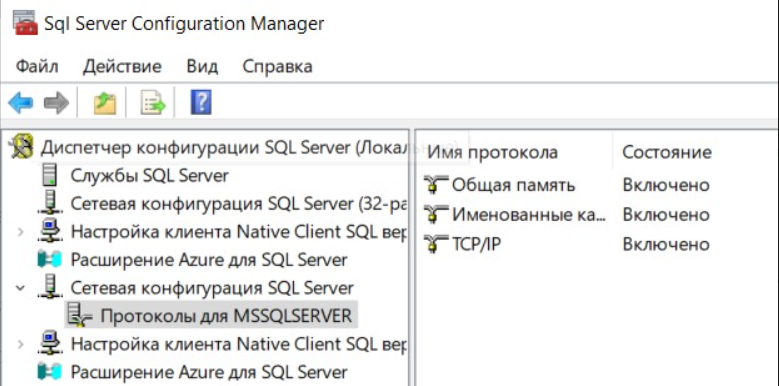 Sql Server Configuration Manager
Файл Действие Вид Справка
Диспетчер конфигурации SQL Server (Локальный)
Службы SQL Server
Сетевая конфигурация SQL Server (32-ра
Настройка клиента Native Client SQL вер
Расширение Azure для SQL Server
Сетевая конфигурация SQL Server
Протоколы для MSSQLSERVER
Настройка клиента Native Client SQL вер
Расширение Azure для SQL Server
Имя протокола Состояние
Общая память Включено
Именованные ка... Включено
TCP/IP Включено